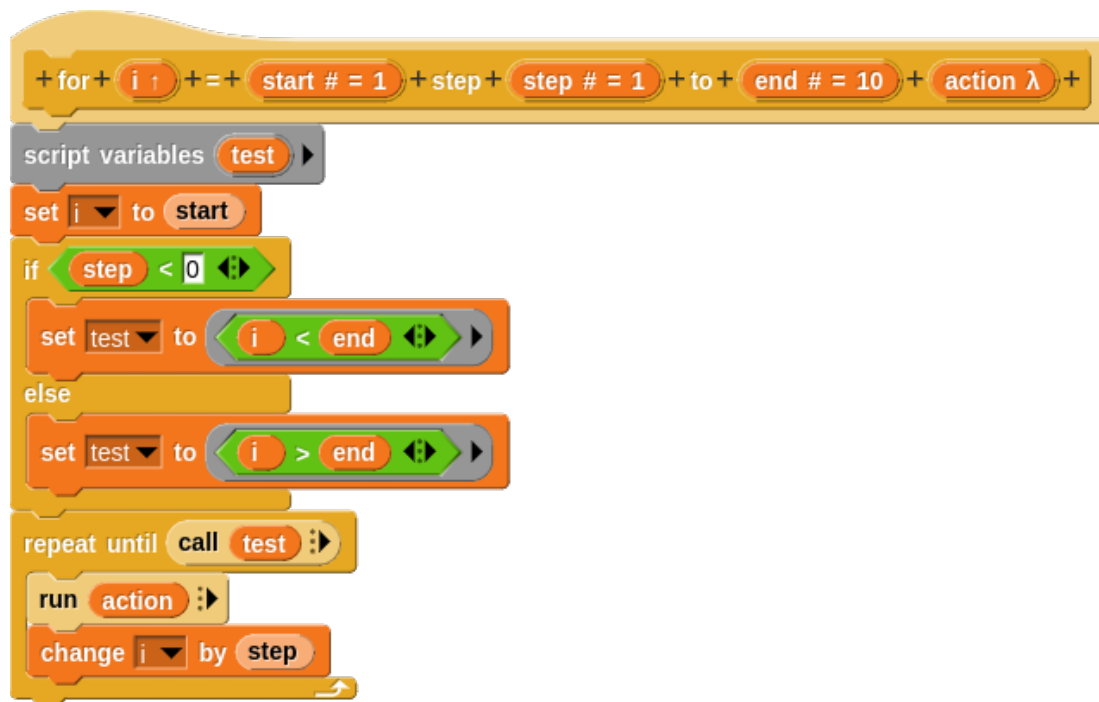 + for + i ↑ + = + start # = 1 + step + step # = 1 + to + end # = 10 + action λ +
script variables test
set i to start
if step < 0
set test to i < end
else
set test to i > end
repeat until call test
run action
change i by step